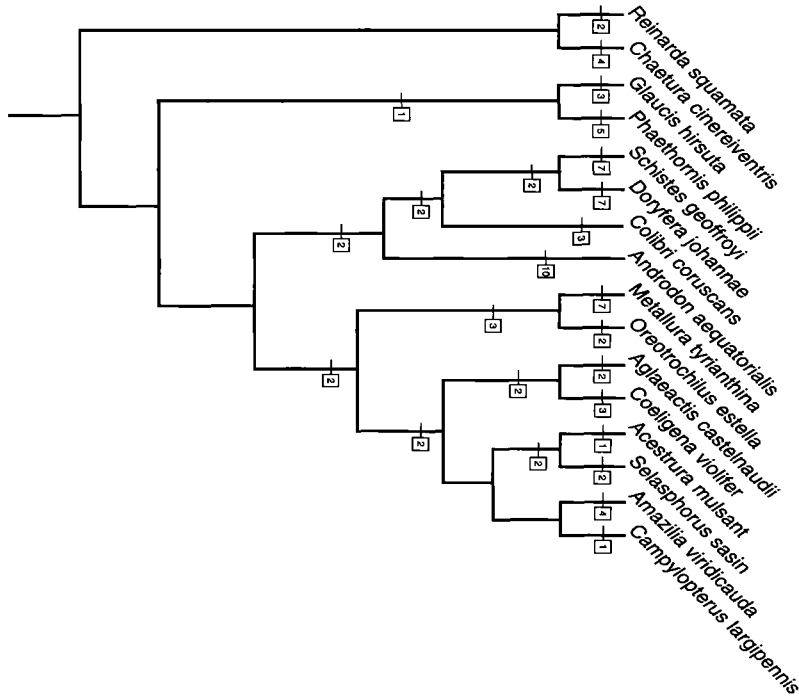 Reinarda squamata
2
Chaetura cinereiventris
4
Glaucis hirsuta
3
1
Phaethornis philippii
5
Schistes geoffroyi
7
2
Doryfera johannae
7
2
Colibri coruscans
3
2
Androdon aequatorialis
10
Metallura tyrianthina
7
3
Oreotrochilus estella
2
Aglaeactis castelnaudii
2
2
2
Coeligena violifer
3
Acestrura mulsant
1
2
2
Selasphorus sasin
2
Amazilia viridicauda
4
Campylopterus largipennis
1